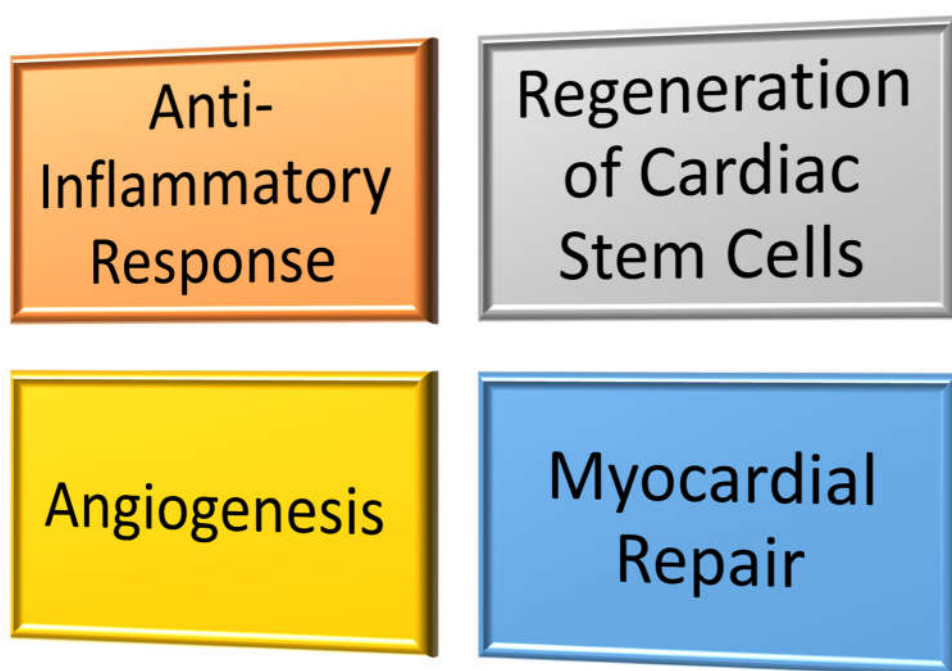 Anti-
Inflammatory
Response
Regeneration
of Cardiac
Stem Cells
Angiogenesis
Myocardial
Repair